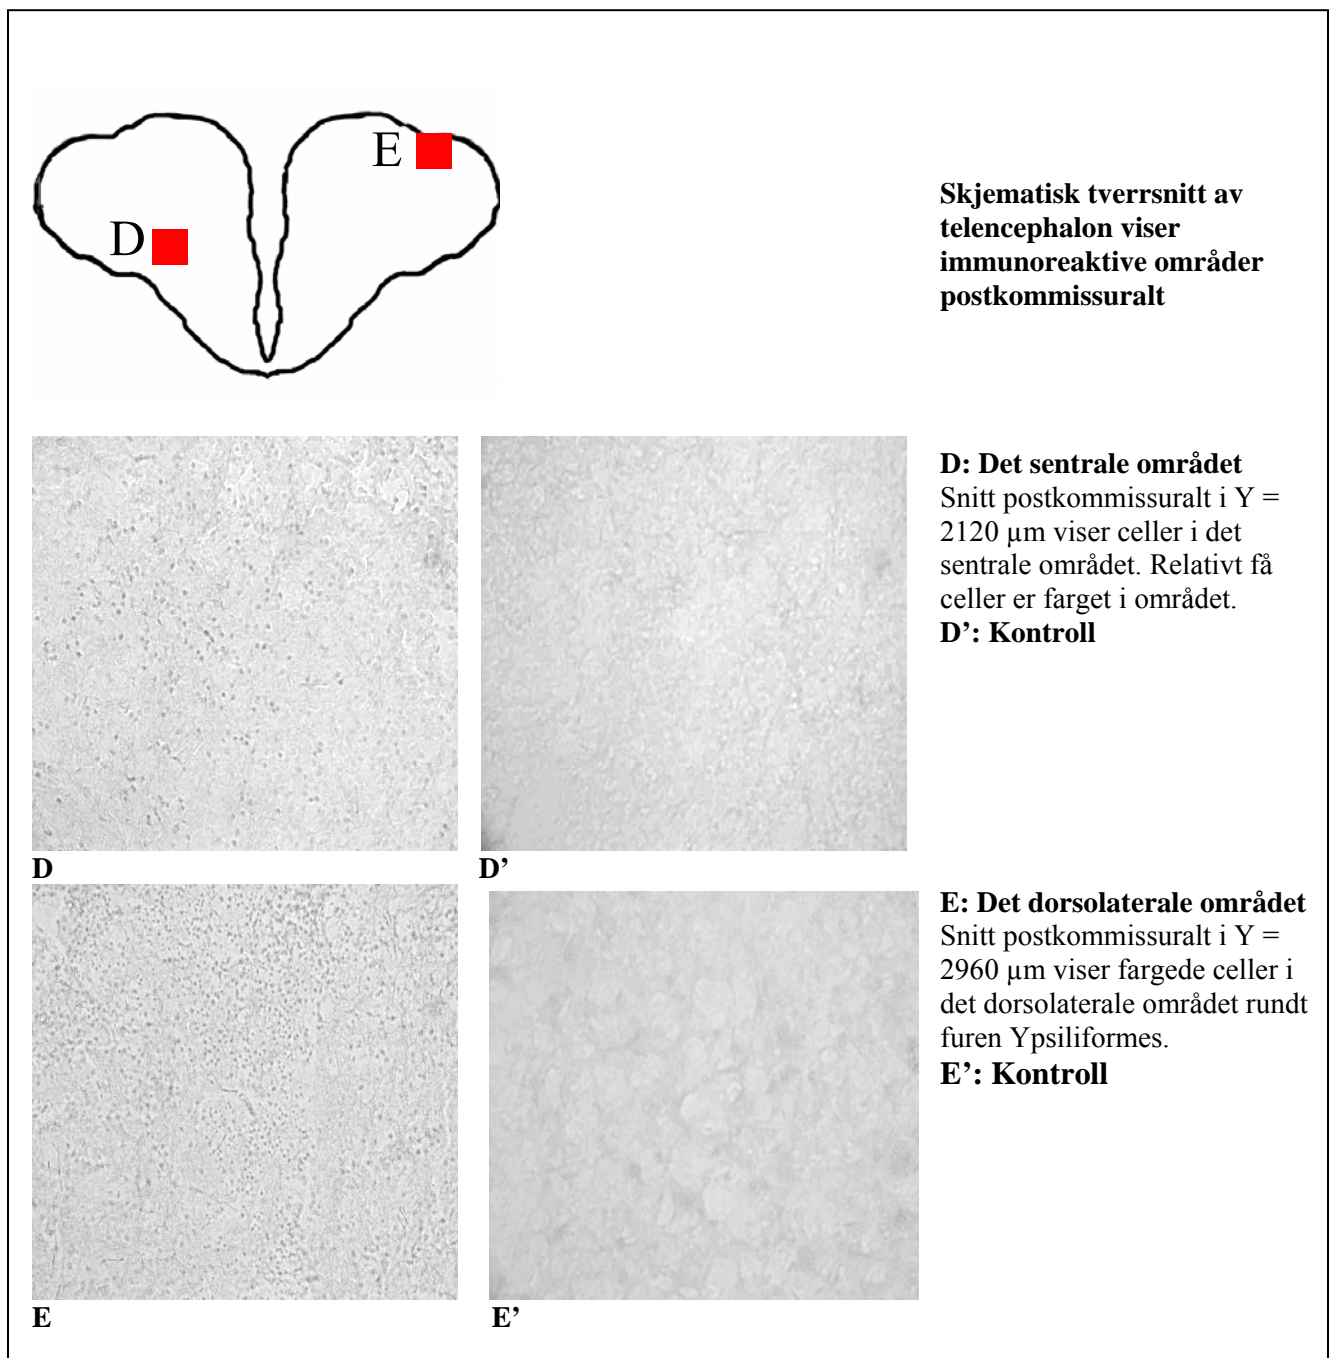 E
D
Skjematisk tverrsnitt av
telencephalon viser
immunoreaktive områder
postkommissuralt
D: Det sentrale området
Snitt postkommissuralt i Y =
2120 µm viser celler i det
sentrale området. Relativt få
celler er farget i området.
D’: Kontroll
D
D’
E: Det dorsolaterale området
Snitt postkommissuralt i Y =
2960 µm viser fargede celler i
det dorsolaterale området rundt
furen Ypsiliformes.
E’: Kontroll
E
E’